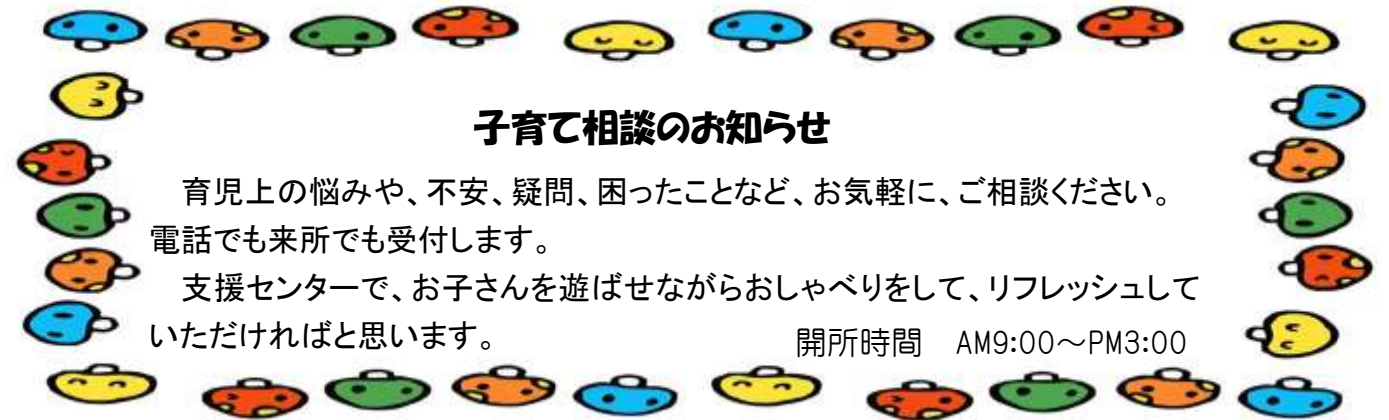 子育て相談のお知らせ
育児上の悩みや、不安、疑問、困ったことなど、お気軽に、ご相談ください。
電話でも来所でも受付します。
支援センターで、お子さんを遊ばせながらおしゃべりをして、リフレッシュして
いただければと思います。
開所時間　AM9:00～PM3:00